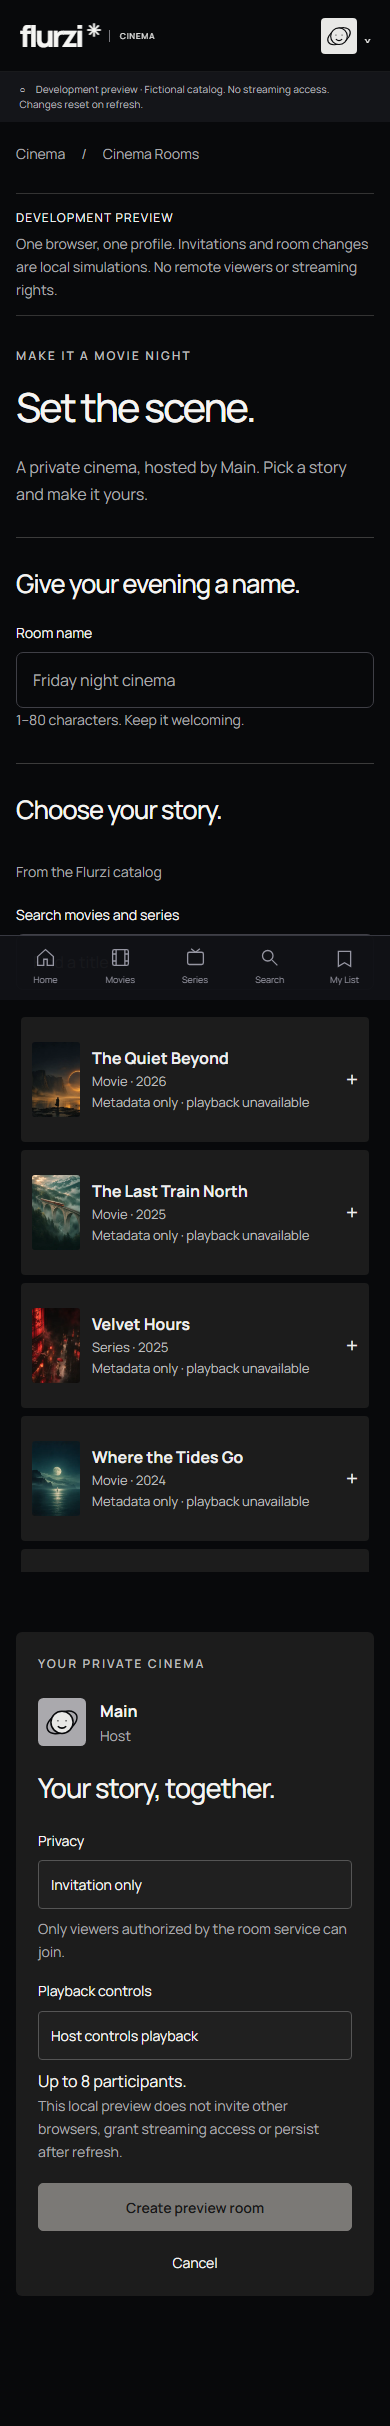 flurzi* | CINEMA
Development preview · Fictional catalog. No streaming access.
Changes reset on refresh.
Cinema / Cinema Rooms
DEVELOPMENT PREVIEW
One browser, one profile. Invitations and room changes
are local simulations. No remote viewers or streaming
rights.
MAKE IT A MOVIE NIGHT
Set the scene.
A private cinema, hosted by Main. Pick a story
and make it yours.
Give your evening a name.
Room name
Friday night cinema
1–80 characters. Keep it welcoming.
Choose your story.
From the Flurzi catalog
Search movies and series
a title
Home Movies Series Search My List
The Quiet Beyond
Movie · 2026
Metadata only · playback unavailable
+
The Last Train North
Movie · 2025
Metadata only · playback unavailable
+
Velvet Hours
Series · 2025
Metadata only · playback unavailable
+
Where the Tides Go
Movie · 2024
Metadata only · playback unavailable
+
YOUR PRIVATE CINEMA
Main
Host
Your story, together.
Privacy
Invitation only
Only viewers authorized by the room service can
join.
Playback controls
Host controls playback
Up to 8 participants.
This local preview does not invite other
browsers, grant streaming access or persist
after refresh.
Create preview room
Cancel